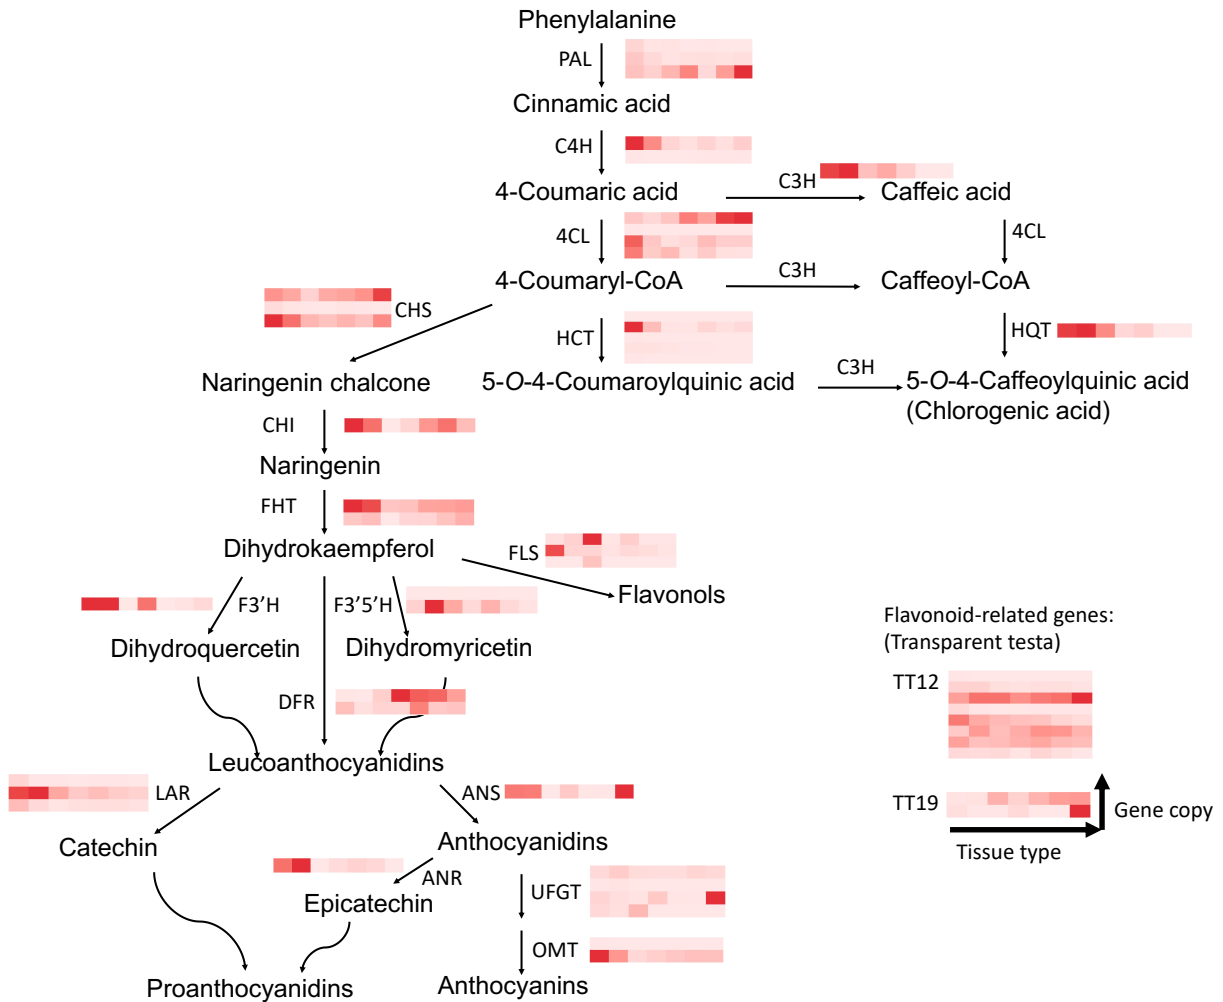 Phenylalanine
PAL
Cinnamic acid
C4H
4-Coumaric acid
C3H
Caffeic acid
4CL
4CL
4-Coumaryl-CoA
C3H
Caffeoyl-CoA
CHS
HCT
HQT
Naringenin chalcone
5-O-4-Coumaroylquinic acid
C3H
5-O-4-Caffeoylquinic acid
(Chlorogenic acid)
CHI
Naringenin
FHT
Dihydrokaempferol
FLS
Flavonols
F3’H
F3’5’H
Dihydroquercetin
Dihydromyricetin
DFR
Leucoanthocyanidins
LAR
ANS
Catechin
Anthocyanidins
ANR
Epicatechin
UFGT
OMT
Proanthocyanidins
Anthocyanins
Flavonoid-related genes:
(Transparent testa)
TT12
TT19
Gene copy
Tissue type